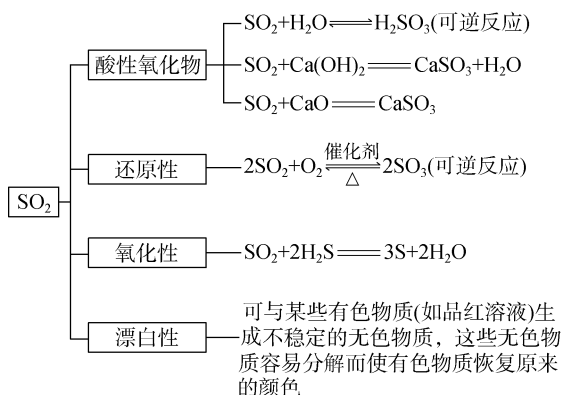 SO₂
酸性氧化物
SO₂+H₂O⇌H₂SO₃(可逆反应)
SO₂+Ca(OH)₂══CaSO₃+H₂O
SO₂+CaO══CaSO₃
还原性
2SO₂+O₂ 催化剂⇌△ 2SO₃(可逆反应)
氧化性
SO₂+2H₂S══3S+2H₂O
漂白性
可与某些有色物质(如品红溶液)生
成不稳定的无色物质，这些无色物
质容易分解而使有色物质恢复原来
的颜色